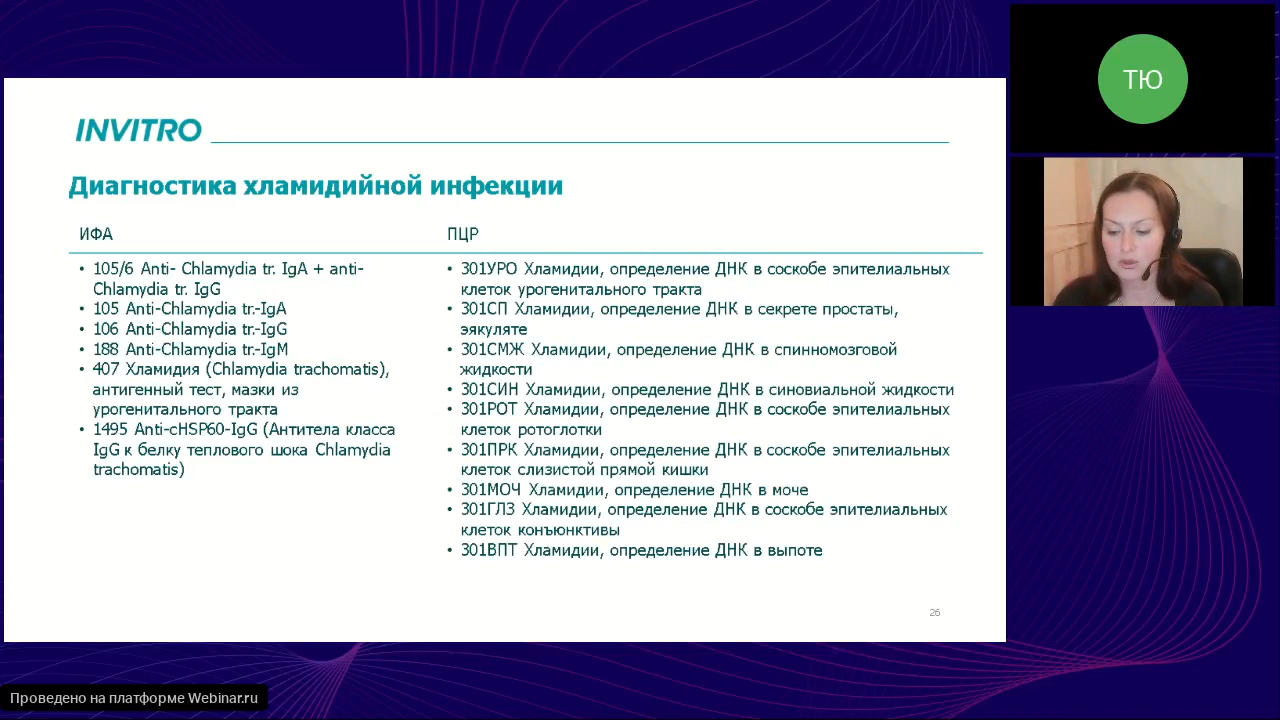 INVITRO
Диагностика хламидийной инфекции
ИФА
• 105/6 Anti- Chlamydia tr. IgA + anti-
Chlamydia tr. IgG
• 105 Anti-Chlamydia tr.-IgA
• 106 Anti-Chlamydia tr.-IgG
• 188 Anti-Chlamydia tr.-IgM
• 407 Хламидия (Chlamydia trachomatis),
антигенный тест, мазки из
урогенитального тракта
• 1495 Anti-cHSP60-IgG (Антитела класса
IgG к белку теплового шока Chlamydia
trachomatis)
ПЦР
• 301УРО Хламидии, определение ДНК в соскобе эпителиальных
клеток урогенитального тракта
• 301СП Хламидии, определение ДНК в секрете простаты,
эякуляте
• 301СМЖ Хламидии, определение ДНК в спинномозговой
жидкости
• 301СИН Хламидии, определение ДНК в синовиальной жидкости
• 301РОТ Хламидии, определение ДНК в соскобе эпителиальных
клеток ротоглотки
• 301ПРК Хламидии, определение ДНК в соскобе эпителиальных
клеток слизистой прямой кишки
• 301МОЧ Хламидии, определение ДНК в моче
• 301ГЛЗ Хламидии, определение ДНК в соскобе эпителиальных
клеток конъюнктивы
• 301ВПТ Хламидии, определение ДНК в выпоте
26
ТЮ
Проведено на платформе Webinar.ru